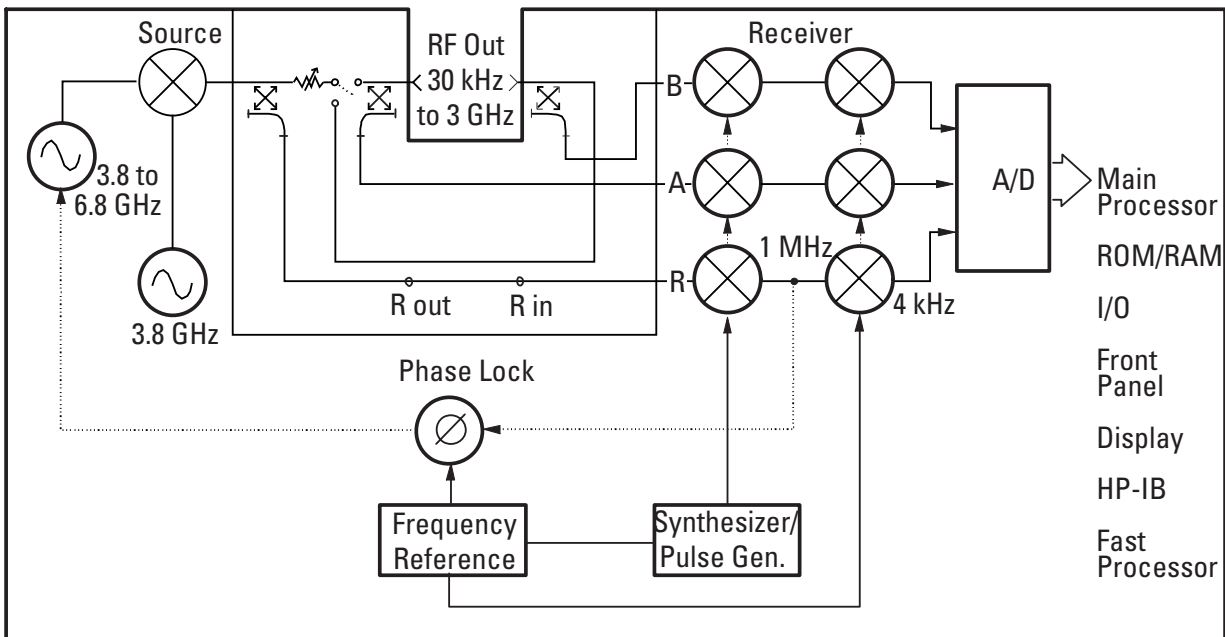 Source
RF Out
30 kHz
to 3 GHz
Receiver
B
3.8 to
6.8 GHz
A
A/D
Main
Processor
1 MHz
ROM/RAM
R
R out
R in
4 kHz
3.8 GHz
I/O
Phase Lock
Front
Panel
Display
HP-IB
Frequency
Reference
Synthesizer/
Pulse Gen.
Fast
Processor